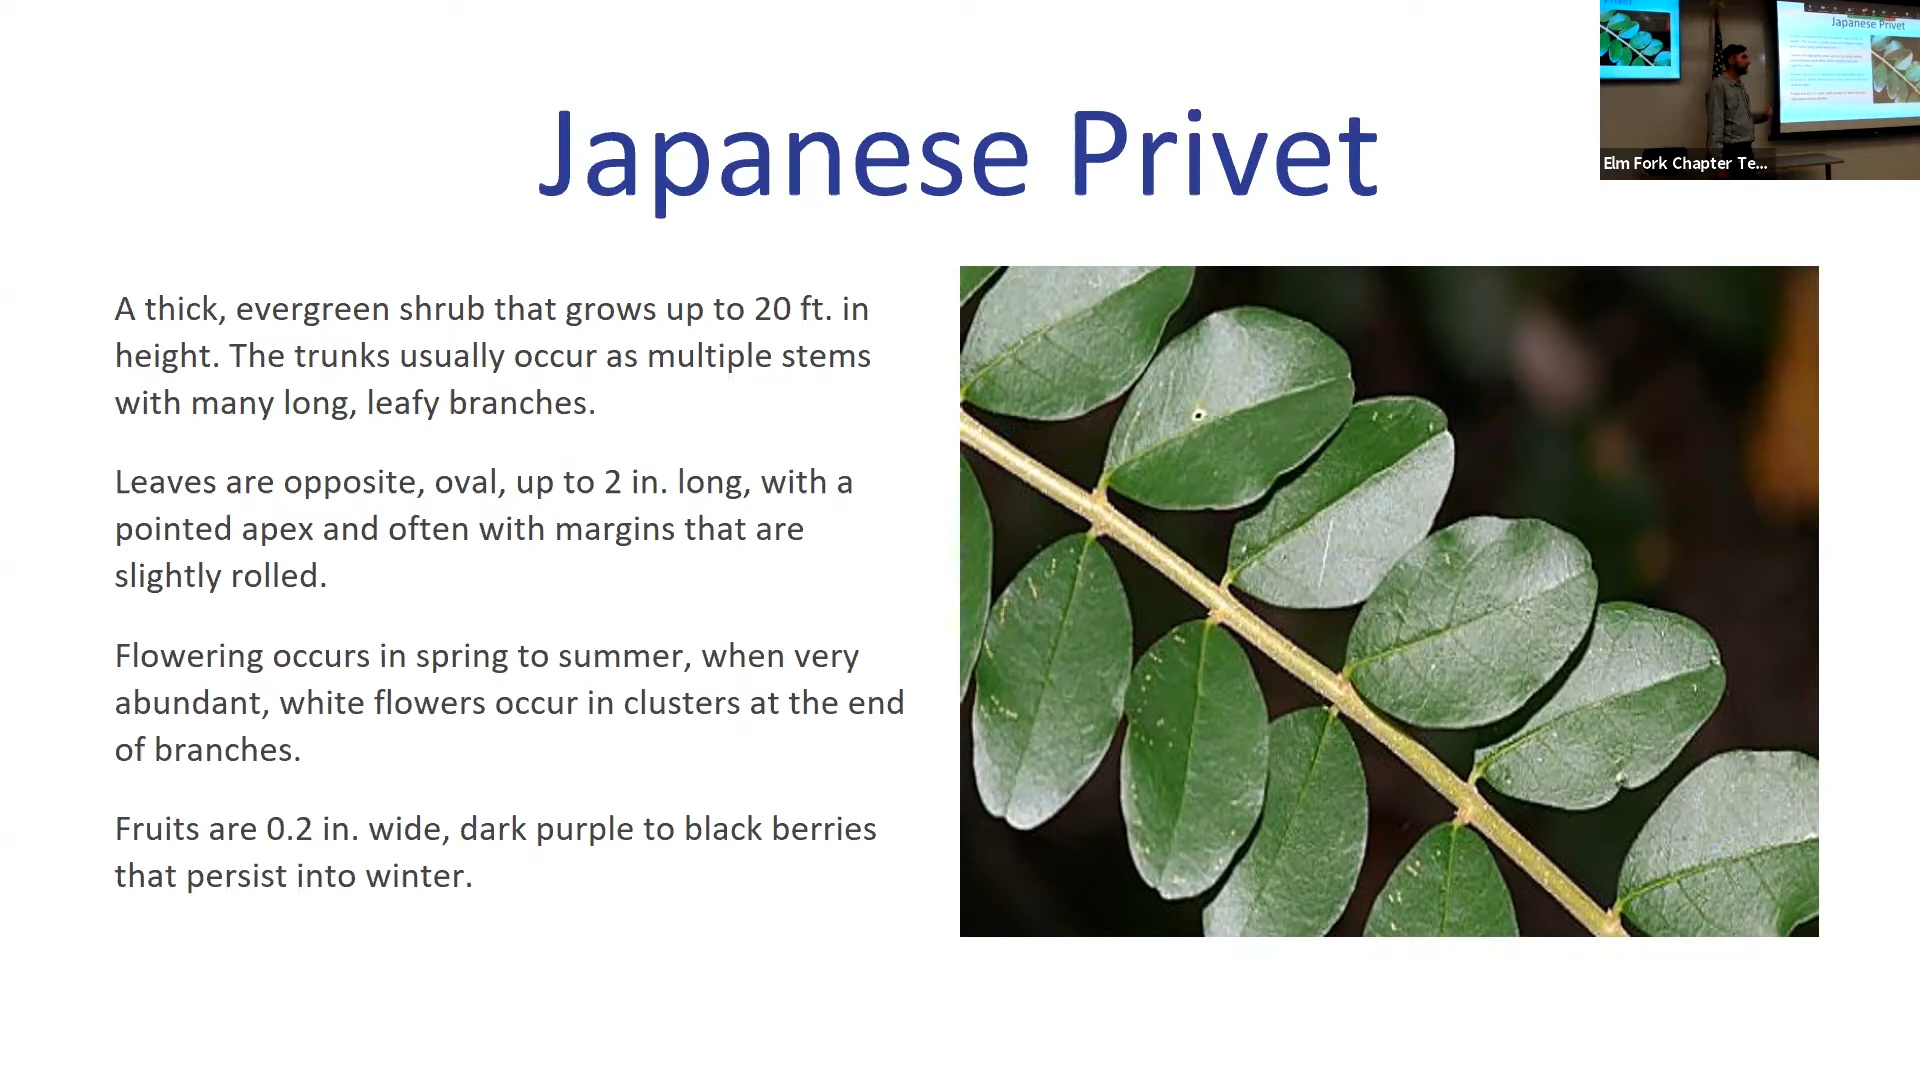 Japanese Privet
A thick, evergreen shrub that grows up to 20 ft. in
height. The trunks usually occur as multiple stems
with many long, leafy branches.
Leaves are opposite, oval, up to 2 in. long, with a
pointed apex and often with margins that are
slightly rolled.
Flowering occurs in spring to summer, when very
abundant, white flowers occur in clusters at the end
of branches.
Fruits are 0.2 in. wide, dark purple to black berries
that persist into winter.
Privet
Japanese Privet
Elm Fork Chapter Te...